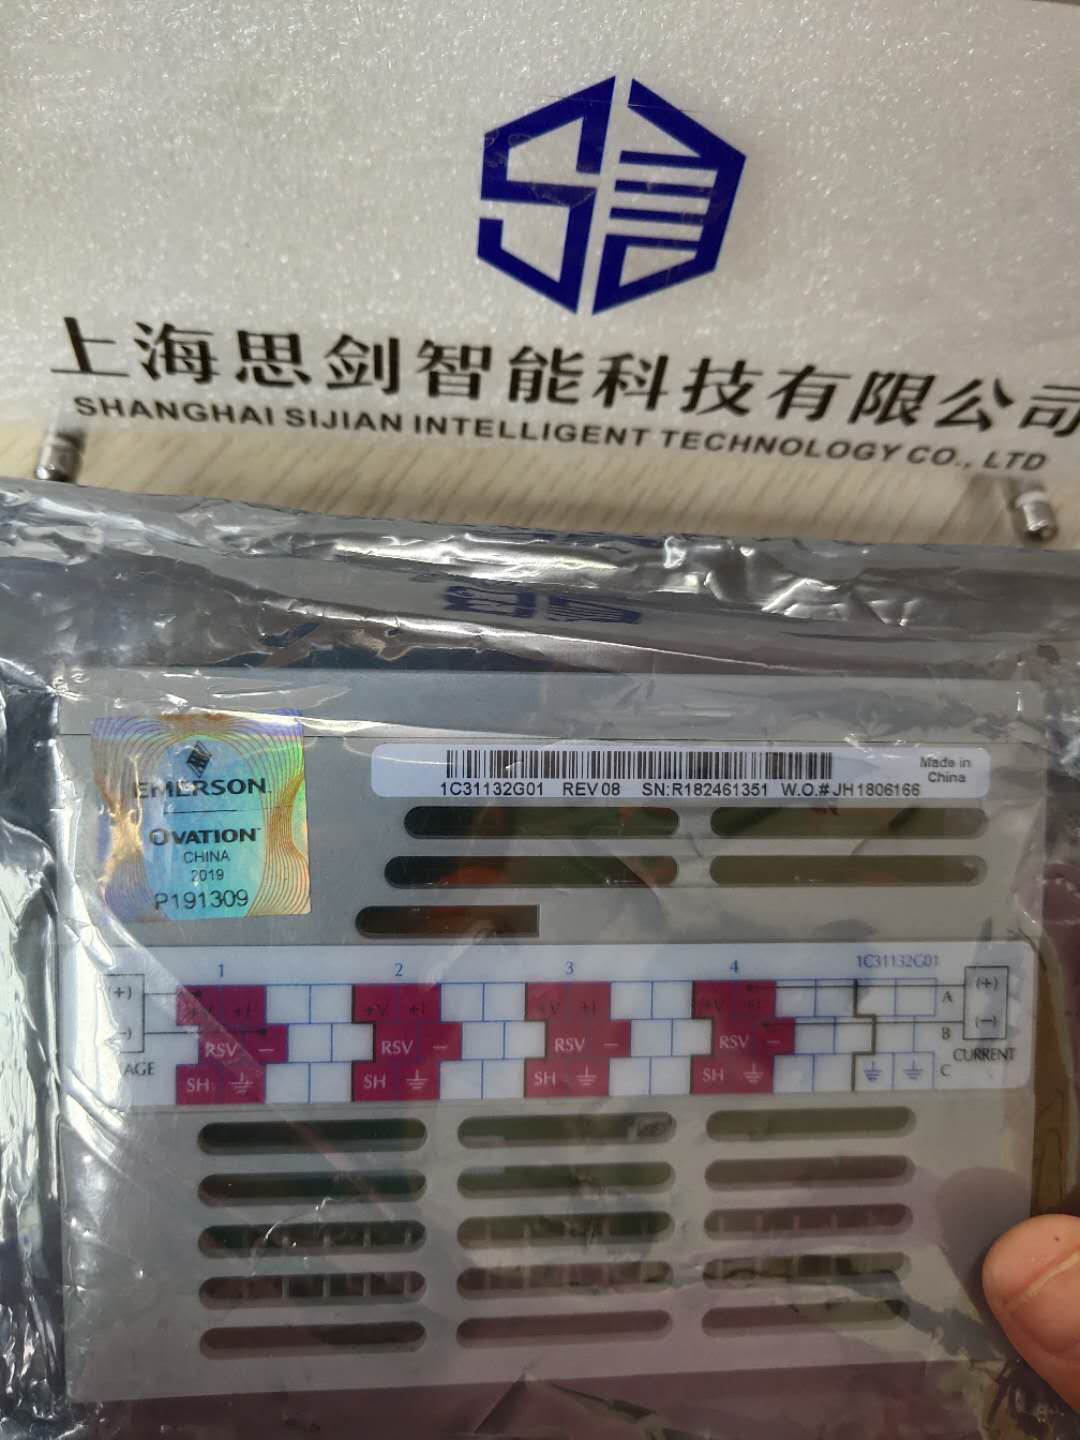 上海思剑智能科技有限公司
SHANGHAI SIJIAN INTELLIGENT TECHNOLOGY CO., LTD
EMERSON
OVATION
CHINA
2019
P191309
Made in
China
1C31132G01 REV 08 SN:R182461351 W.O.# JH1806166
1 2 3 4 1C31132G01
(+) +V +I +V +I +V +I +V +I A (+)
(−) RSV − RSV − RSV − RSV − B (−)
AGE SH SH SH SH C CURRENT